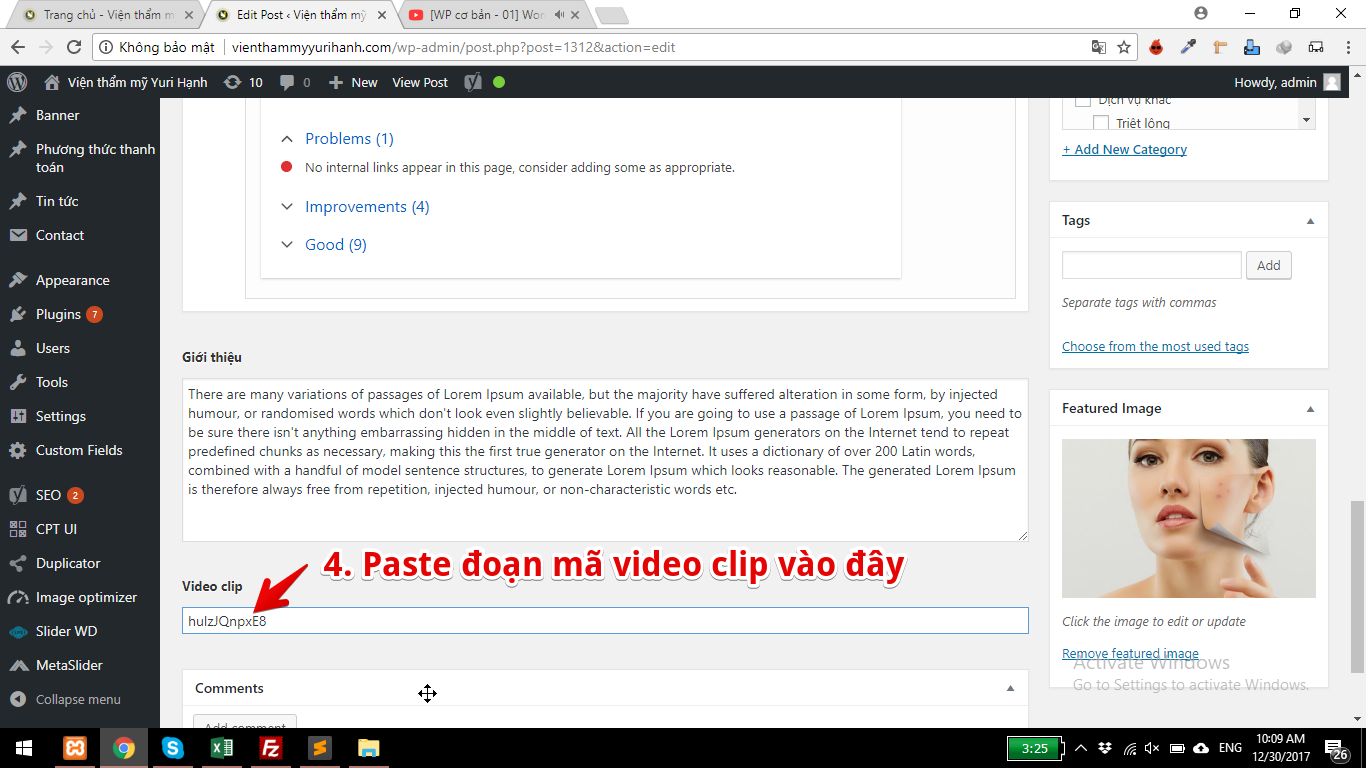 Trang chủ - Viện thẩm m
Edit Post ‹ Viện thẩm mỹ
[WP cơ bản - 01] Wor
Không bảo mật
vienthammyyurihanh.com/wp-admin/post.php?post=1312&action=edit
Viện thẩm mỹ Yuri Hạnh
10
0
New
View Post
Howdy, admin
Banner
Phương thức thanh
toán
Tin tức
Contact
Appearance
Plugins 7
Users
Tools
Settings
Custom Fields
SEO 2
CPT UI
Duplicator
Image optimizer
Slider WD
MetaSlider
Collapse menu
Problems (1)
No internal links appear in this page, consider adding some as appropriate.
Improvements (4)
Good (9)
Giới thiệu
There are many variations of passages of Lorem Ipsum available, but the majority have suffered alteration in some form, by injected
humour, or randomised words which don't look even slightly believable. If you are going to use a passage of Lorem Ipsum, you need to
be sure there isn't anything embarrassing hidden in the middle of text. All the Lorem Ipsum generators on the Internet tend to repeat
predefined chunks as necessary, making this the first true generator on the Internet. It uses a dictionary of over 200 Latin words,
combined with a handful of model sentence structures, to generate Lorem Ipsum which looks reasonable. The generated Lorem Ipsum
is therefore always free from repetition, injected humour, or non-characteristic words etc.
4. Paste đoạn mã video clip vào đây
Video clip
huIzJQnpxE8
Comments
Add comment
Dịch vụ khác
Triệt lông
+ Add New Category
Tags
Add
Separate tags with commas
Choose from the most used tags
Featured Image
Click the image to edit or update
Remove featured image
Activate Windows
Go to Settings to activate Windows.
3:25
ENG
10:09 AM
12/30/2017
26